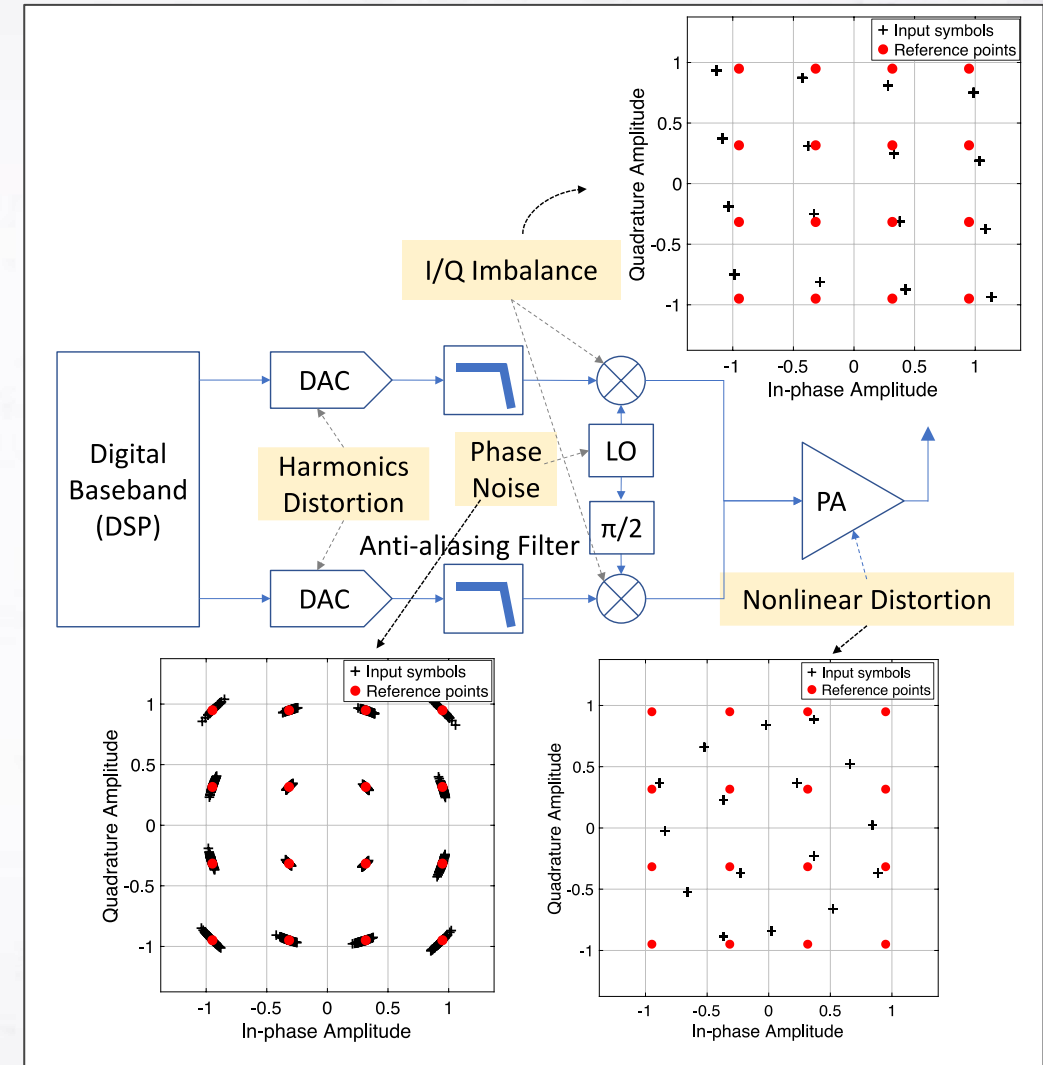 Input symbols
Reference points
1
0.5
0
-0.5
-1
Quadrature Amplitude
-1
-0.5
0
0.5
1
In-phase Amplitude
I/Q Imbalance
DAC
Digital
Baseband
(DSP)
Harmonics
Distortion
Phase
Noise
LO
π/2
PA
Anti-aliasing Filter
DAC
Nonlinear Distortion
Input symbols
Reference points
1
0.5
0
-0.5
-1
Quadrature Amplitude
-1
-0.5
0
0.5
1
In-phase Amplitude
Input symbols
Reference points
1
0.5
0
-0.5
-1
Quadrature Amplitude
-1
-0.5
0
0.5
1
In-phase Amplitude